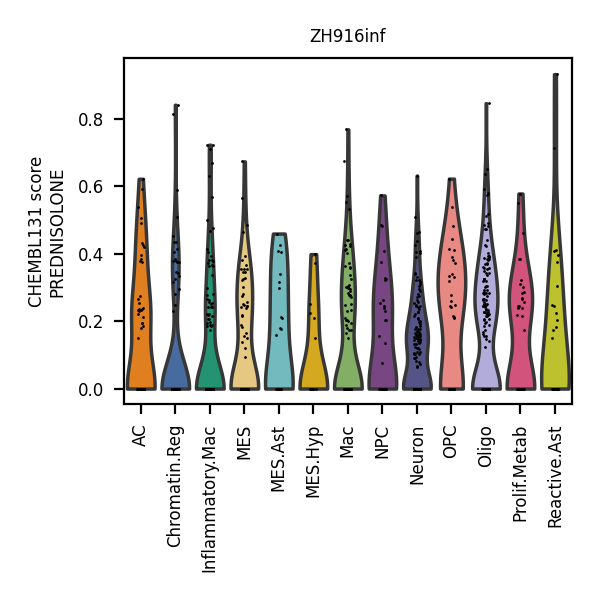 ZH916inf
CHEMBL131 score
PREDNISOLONE
0.8
0.6
0.4
0.2
0.0
AC
Chromatin.Reg
Inflammatory.Mac
MES
MES.Ast
MES.Hyp
Mac
NPC
Neuron
OPC
Oligo
Prolif.Metab
Reactive.Ast